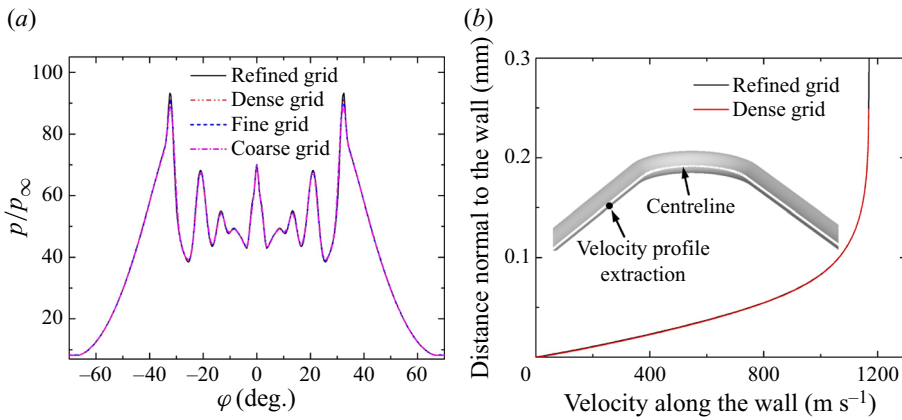 (a)
100
80
60
40
20
p/p∞
Refined grid
Dense grid
Fine grid
Coarse grid
–60 –40 –20 0 20 40 60
φ (deg.)
(b)
0.3
0.2
0.1
0
Distance normal to the wall (mm)
Refined grid
Dense grid
Centreline
Velocity profile
extraction
0 400 800 1200
Velocity along the wall (m s⁻¹)